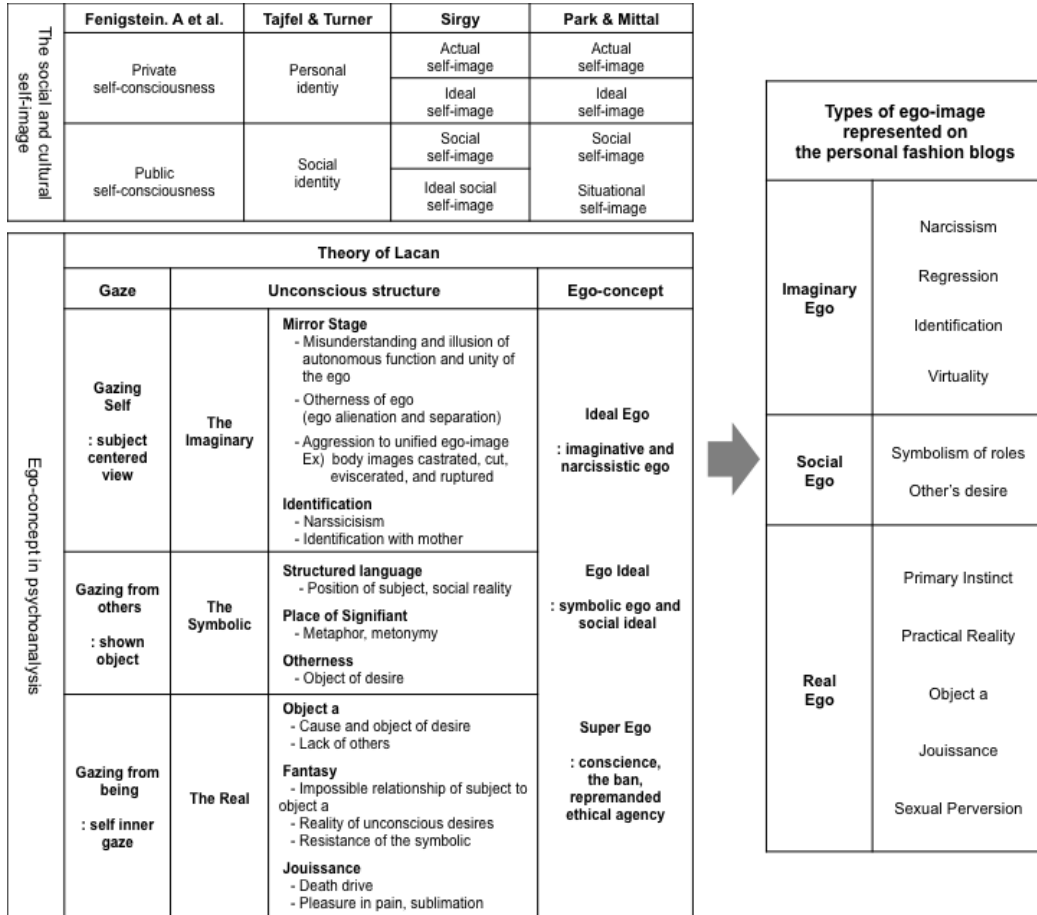 The social and cultural
self-image
Fenigstein. A et al.
Tajfel & Turner
Sirgy
Park & Mittal
Private
self-consciousness
Personal
identiy
Actual
self-image
Actual
self-image
Ideal
self-image
Ideal
self-image
Public
self-consciousness
Social
identity
Social
self-image
Social
self-image
Ideal social
self-image
Situational
self-image
Ego-concept in psychoanalysis
Theory of Lacan
Gaze
Unconscious structure
Ego-concept
Gazing
Self
: subject
centered
view
The
Imaginary
Mirror Stage
- Misunderstanding and illusion of
autonomous function and unity of
the ego
- Otherness of ego
(ego alienation and separation)
- Aggression to unified ego-image
Ex) body images castrated, cut,
eviscerated, and ruptured
Identification
- Narssicisism
- Identification with mother
Ideal Ego
: imaginative and
narcissistic ego
Gazing from
others
: shown
object
The
Symbolic
Structured language
- Position of subject, social reality
Place of Signifiant
- Metaphor, metonymy
Otherness
- Object of desire
Ego Ideal
: symbolic ego and
social ideal
Gazing from
being
: self inner
gaze
The Real
Object a
- Cause and object of desire
- Lack of others
Fantasy
- Impossible relationship of subject to
object a
- Reality of unconscious desires
- Resistance of the symbolic
Jouissance
- Death drive
- Pleasure in pain, sublimation
Super Ego
: conscience,
the ban,
repremanded
ethical agency
Types of ego-image
represented on
the personal fashion blogs
Imaginary
Ego
Narcissism
Regression
Identification
Virtuality
Social
Ego
Symbolism of roles
Other's desire
Real
Ego
Primary Instinct
Practical Reality
Object a
Jouissance
Sexual Perversion